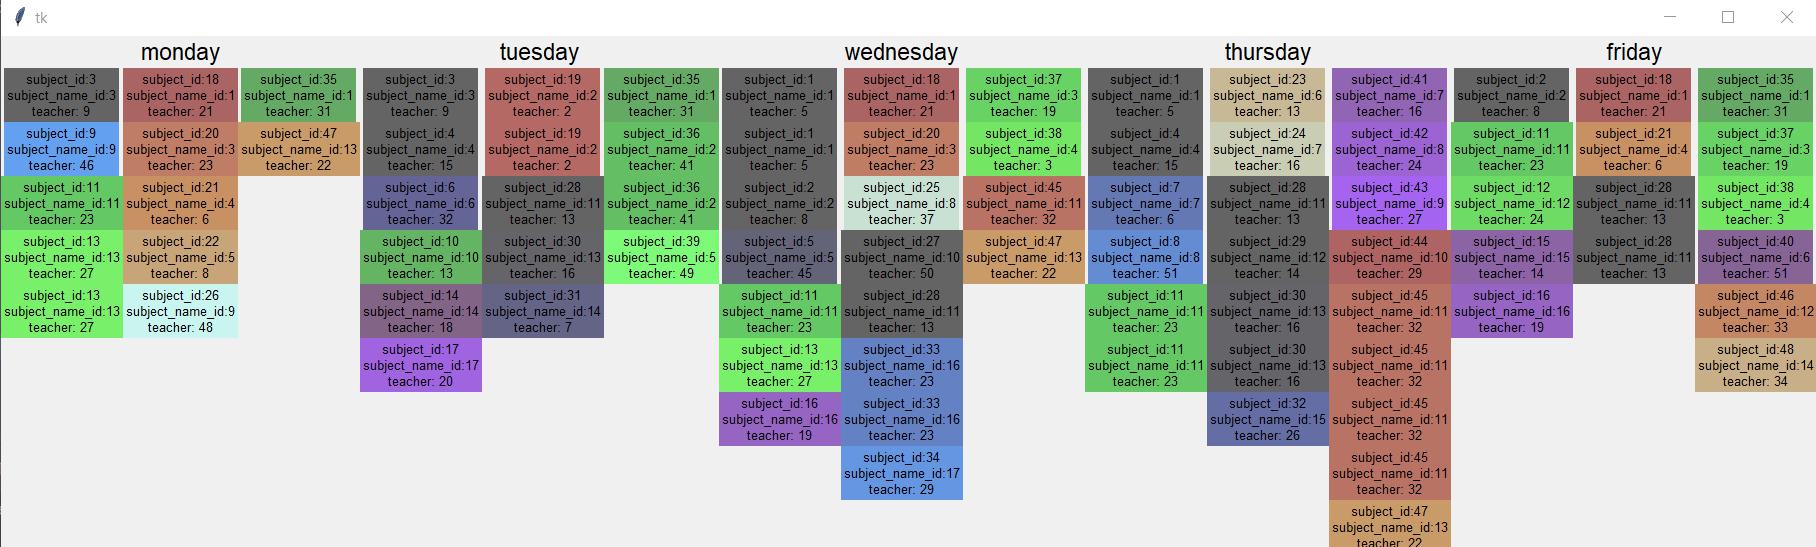 tk
monday
subject_id:3
subject_name_id:3
teacher: 9
subject_id:9
subject_name_id:9
teacher: 46
subject_id:11
subject_name_id:11
teacher: 23
subject_id:13
subject_name_id:13
teacher: 27
subject_id:13
subject_name_id:13
teacher: 27
subject_id:18
subject_name_id:1
teacher: 21
subject_id:20
subject_name_id:3
teacher: 23
subject_id:21
subject_name_id:4
teacher: 6
subject_id:22
subject_name_id:5
teacher: 8
subject_id:26
subject_name_id:9
teacher: 48
subject_id:35
subject_name_id:1
teacher: 31
subject_id:47
subject_name_id:13
teacher: 22
tuesday
subject_id:3
subject_name_id:3
teacher: 9
subject_id:4
subject_name_id:4
teacher: 15
subject_id:6
subject_name_id:6
teacher: 32
subject_id:10
subject_name_id:10
teacher: 13
subject_id:14
subject_name_id:14
teacher: 18
subject_id:17
subject_name_id:17
teacher: 20
subject_id:19
subject_name_id:2
teacher: 2
subject_id:19
subject_name_id:2
teacher: 2
subject_id:28
subject_name_id:11
teacher: 13
subject_id:30
subject_name_id:13
teacher: 16
subject_id:31
subject_name_id:14
teacher: 7
subject_id:35
subject_name_id:1
teacher: 31
subject_id:36
subject_name_id:2
teacher: 41
subject_id:36
subject_name_id:2
teacher: 41
subject_id:39
subject_name_id:5
teacher: 49
wednesday
subject_id:1
subject_name_id:1
teacher: 5
subject_id:1
subject_name_id:1
teacher: 5
subject_id:2
subject_name_id:2
teacher: 8
subject_id:5
subject_name_id:5
teacher: 45
subject_id:11
subject_name_id:11
teacher: 23
subject_id:13
subject_name_id:13
teacher: 27
subject_id:16
subject_name_id:16
teacher: 19
subject_id:18
subject_name_id:1
teacher: 21
subject_id:20
subject_name_id:3
teacher: 23
subject_id:25
subject_name_id:8
teacher: 37
subject_id:27
subject_name_id:10
teacher: 50
subject_id:28
subject_name_id:11
teacher: 13
subject_id:33
subject_name_id:16
teacher: 23
subject_id:33
subject_name_id:16
teacher: 23
subject_id:34
subject_name_id:17
teacher: 29
subject_id:37
subject_name_id:3
teacher: 19
subject_id:38
subject_name_id:4
teacher: 3
subject_id:45
subject_name_id:11
teacher: 32
subject_id:47
subject_name_id:13
teacher: 22
thursday
subject_id:1
subject_name_id:1
teacher: 5
subject_id:4
subject_name_id:4
teacher: 15
subject_id:7
subject_name_id:7
teacher: 6
subject_id:8
subject_name_id:8
teacher: 51
subject_id:11
subject_name_id:11
teacher: 23
subject_id:11
subject_name_id:11
teacher: 23
subject_id:23
subject_name_id:6
teacher: 13
subject_id:24
subject_name_id:7
teacher: 16
subject_id:28
subject_name_id:11
teacher: 13
subject_id:29
subject_name_id:12
teacher: 14
subject_id:30
subject_name_id:13
teacher: 16
subject_id:30
subject_name_id:13
teacher: 16
subject_id:32
subject_name_id:15
teacher: 26
subject_id:41
subject_name_id:7
teacher: 16
subject_id:42
subject_name_id:8
teacher: 24
subject_id:43
subject_name_id:9
teacher: 27
subject_id:44
subject_name_id:10
teacher: 29
subject_id:45
subject_name_id:11
teacher: 32
subject_id:45
subject_name_id:11
teacher: 32
subject_id:45
subject_name_id:11
teacher: 32
subject_id:45
subject_name_id:11
teacher: 32
subject_id:47
subject_name_id:13
teacher: 22
friday
subject_id:2
subject_name_id:2
teacher: 8
subject_id:11
subject_name_id:11
teacher: 23
subject_id:12
subject_name_id:12
teacher: 24
subject_id:15
subject_name_id:15
teacher: 14
subject_id:16
subject_name_id:16
teacher: 19
subject_id:18
subject_name_id:1
teacher: 21
subject_id:21
subject_name_id:4
teacher: 6
subject_id:28
subject_name_id:11
teacher: 13
subject_id:28
subject_name_id:11
teacher: 13
subject_id:35
subject_name_id:1
teacher: 31
subject_id:37
subject_name_id:3
teacher: 19
subject_id:38
subject_name_id:4
teacher: 3
subject_id:40
subject_name_id:6
teacher: 51
subject_id:46
subject_name_id:12
teacher: 33
subject_id:48
subject_name_id:14
teacher: 34